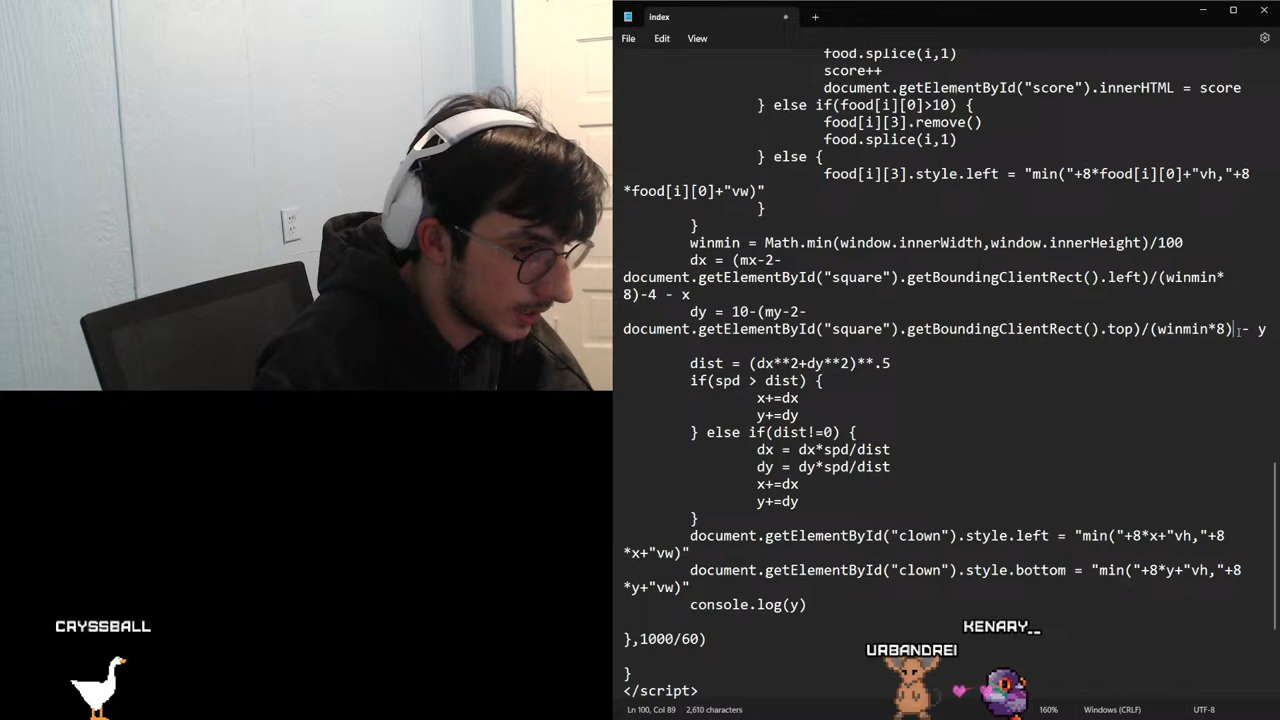 index
File Edit View
food.splice(i,1)
score++
document.getElementById("score").innerHTML = score
} else if(food[i][0]>10) {
food[i][3].remove()
food.splice(i,1)
} else {
food[i][3].style.left = "min("+8*food[i][0]+"vh,"+8
*food[i][0]+"vw)"
}
}
winmin = Math.min(window.innerWidth,window.innerHeight)/100
dx = (mx-2-
document.getElementById("square").getBoundingClientRect().left)/(winmin*
8)-4 - x
dy = 10-(my-2-
document.getElementById("square").getBoundingClientRect().top)/(winmin*8) - y
dist = (dx**2+dy**2)**.5
if(spd > dist) {
x+=dx
y+=dy
} else if(dist!=0) {
dx = dx*spd/dist
dy = dy*spd/dist
x+=dx
y+=dy
}
document.getElementById("clown").style.left = "min("+8*x+"vh,"+8
*x+"vw)"
document.getElementById("clown").style.bottom = "min("+8*y+"vh,"+8
*y+"vw)"
console.log(y)
},1000/60)
}
</script>
CRYSSBALL
KENARY__
URBANDREI
Ln 100, Col 89 2,610 characters 160% Windows (CRLF) UTF-8